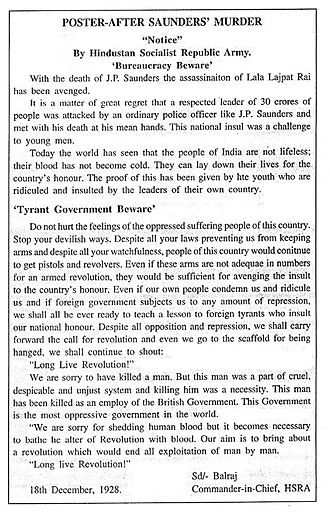 POSTER-AFTER SAUNDERS' MURDER
"Notice"
By Hindustan Socialist Republic Army.
'Bureaucracy Beware'
With the death of J.P. Saunders the assassinaiton of Lala Lajpat Rai
has been avenged.
It is a matter of great regret that a respected leader of 30 crores of
people was attacked by an ordinary police officer like J.P. Saunders and
met with his death at his mean hands. This national insul was a challenge
to young men.
Today the world has seen that the people of India are not lifeless;
their blood has not become cold. They can lay down their lives for the
country's honour. The proof of this has been given by hte youth who are
ridiculed and insulted by the leaders of their own country.
'Tyrant Government Beware'
Do not hurt the feelings of the oppressed suffering people of this country.
Stop your devilish ways. Despite all your laws preventing us from keeping
arms and despite all your watchfulness, people of this country would conitnue
to get pistols and revolvers. Even if these arms are not adequae in numbers
for an armed revolution, they would be sufficient for avenging the insult
to the country's honour. Even if our own people condemn us and ridicule
us and if foreign government subjects us to any amount of repression,
we shall all be ever ready to teach a lesson to foreign tyrants who insult
our national honour. Despite all opposition and repression, we shall carry
forward the call for revolution and even we go to the scaffold for being
hanged, we shall continue to shout:
"Long Live Revolution!"
We are sorry to have killed a man. But this man was a part of cruel,
despicable and unjust system and killing him was a necessity. This man
has been killed as an employ of the British Government. This Government
is the most oppressive government in the world.
"We are sorry for shedding human blood but it becomes necessary
to bathe hte alter of Revolution with blood. Our aim is to bring about
a revolution which would end all exploitation of man by man.
"Long live Revolution!"
Sd/- Balraj
18th December, 1928. Commander-in-Chief, HSRA